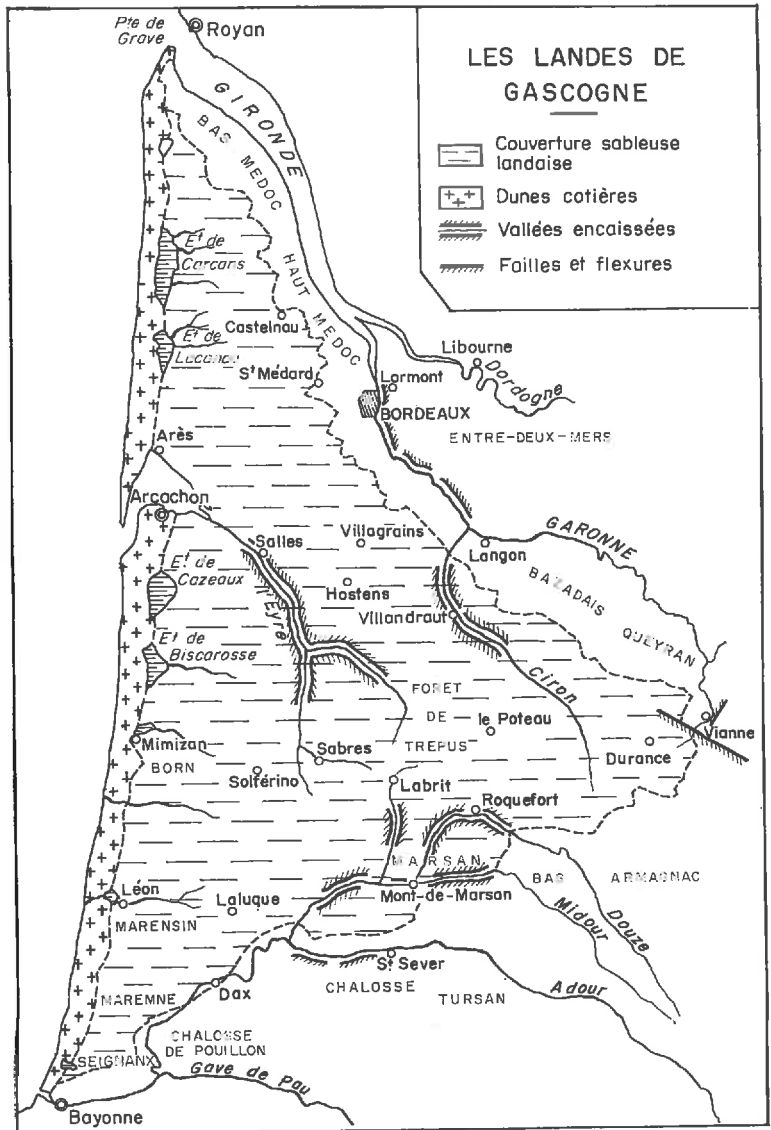 Pte de
Grave
Royan
LES LANDES DE
GASCOGNE
Couverture sableuse
landaise
Dunes cotières
Vallées encaissées
Failles et flexures
GIRONDE
BAS MEDOC
HAUT MEDOC
Et de
Carcans
Castelnau
Et de
Lacanau
St Médard
Libourne
Dordogne
Lormont
BORDEAUX
ENTRE-DEUX-MERS
Arès
Arcachon
GARONNE
Salles
Villagrains
Langon
Et de
Cazeaux
Hostens
BAZADAIS
l'Eyre
Villandraut
QUEYRAN
Et de
Biscarosse
Ciron
FORET
DE
TREPUS
le Poteau
Vianne
Mimizan
Durance
BORN
Sabres
Solférino
Labrit
Roquefort
MARSAN
BAS ARMAGNAC
Léon
Laluque
Mont-de-Marsan
MARENSIN
Midour
Douze
St Sever
MAREMNE
Dax
CHALOSSE
TURSAN
Adour
CHALOSSE
DE POUILLON
SEIGNANX
Gave de Pau
Bayonne